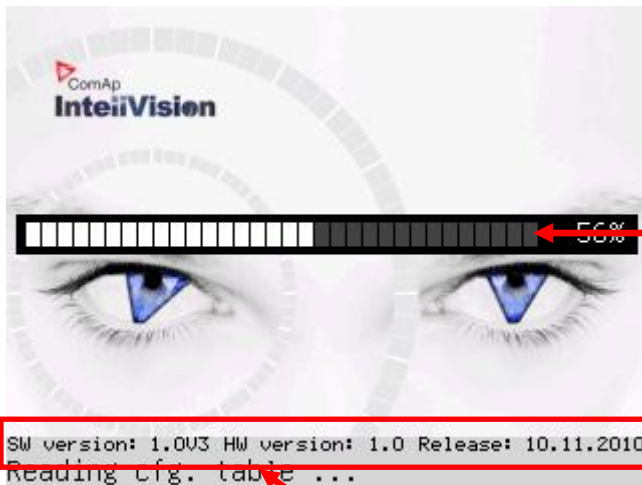 ComAp
InteliVision
56%
SW version: 1.0V3 HW version: 1.0 Release: 10.11.2010
Reading cfg. table ...